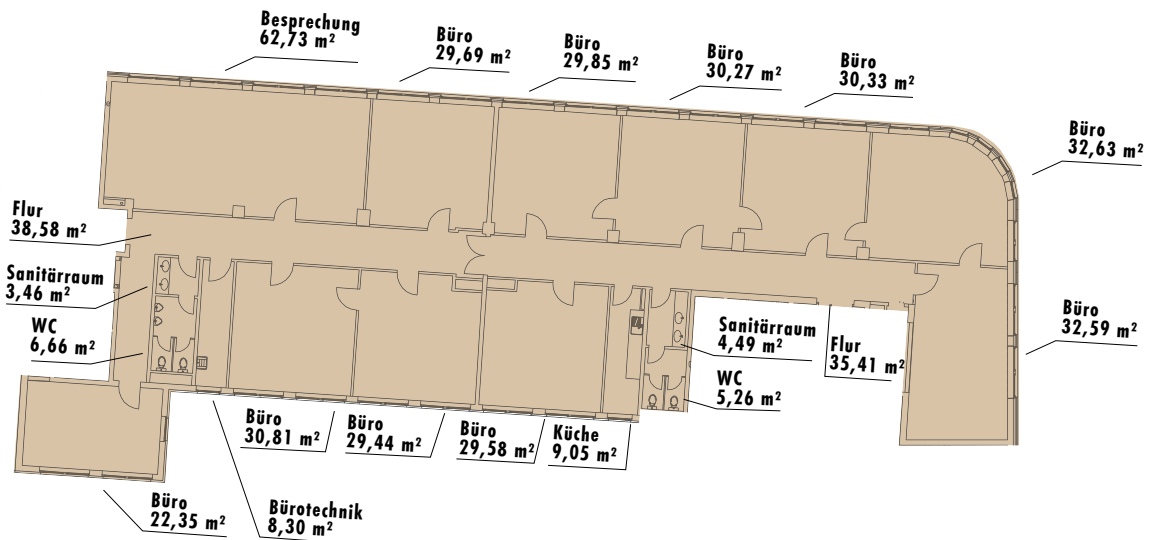 Besprechung
62,73 m²
Büro
29,69 m²
Büro
29,85 m²
Büro
30,27 m²
Büro
30,33 m²
Büro
32,63 m²
Flur
38,58 m²
Sanitärraum
3,46 m²
WC
6,66 m²
Büro
32,59 m²
Sanitärraum
4,49 m²
Flur
35,41 m²
WC
5,26 m²
Büro
30,81 m²
Büro
29,44 m²
Büro
29,58 m²
Küche
9,05 m²
Büro
22,35 m²
Bürotechnik
8,30 m²